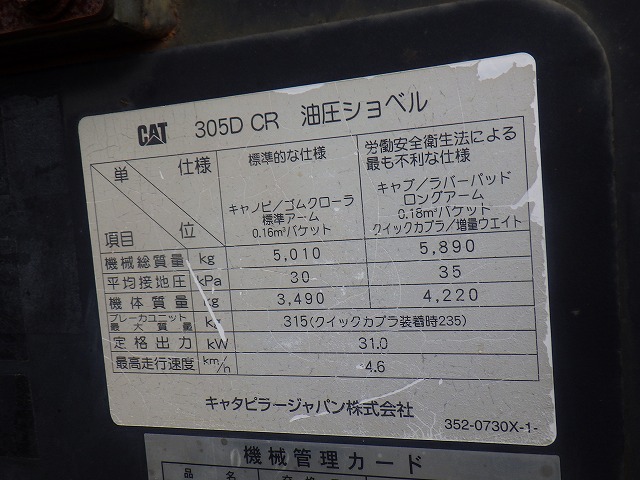 CAT 305D CR 油圧ショベル
単位 仕様 項目
標準的な仕様
キャノピ/ゴムクローラ
標準アーム
0.16m³バケット
労働安全衛生法による
最も不利な仕様
キャブ/ラバーパッド
ロングアーム
0.18m³バケット
クイックカプラ/増量ウエイト
機械総質量 kg 5,010 5,890
平均接地圧 kPa 30 35
機体質量 kg 3,490 4,220
ブレーカユニット
最大質量 315(クイックカプラ装着時235)
定格出力 kW 31.0
最高走行速度 km/h 4.6
キャタピラージャパン株式会社
352-0730X-1-
機械管理カード
品名